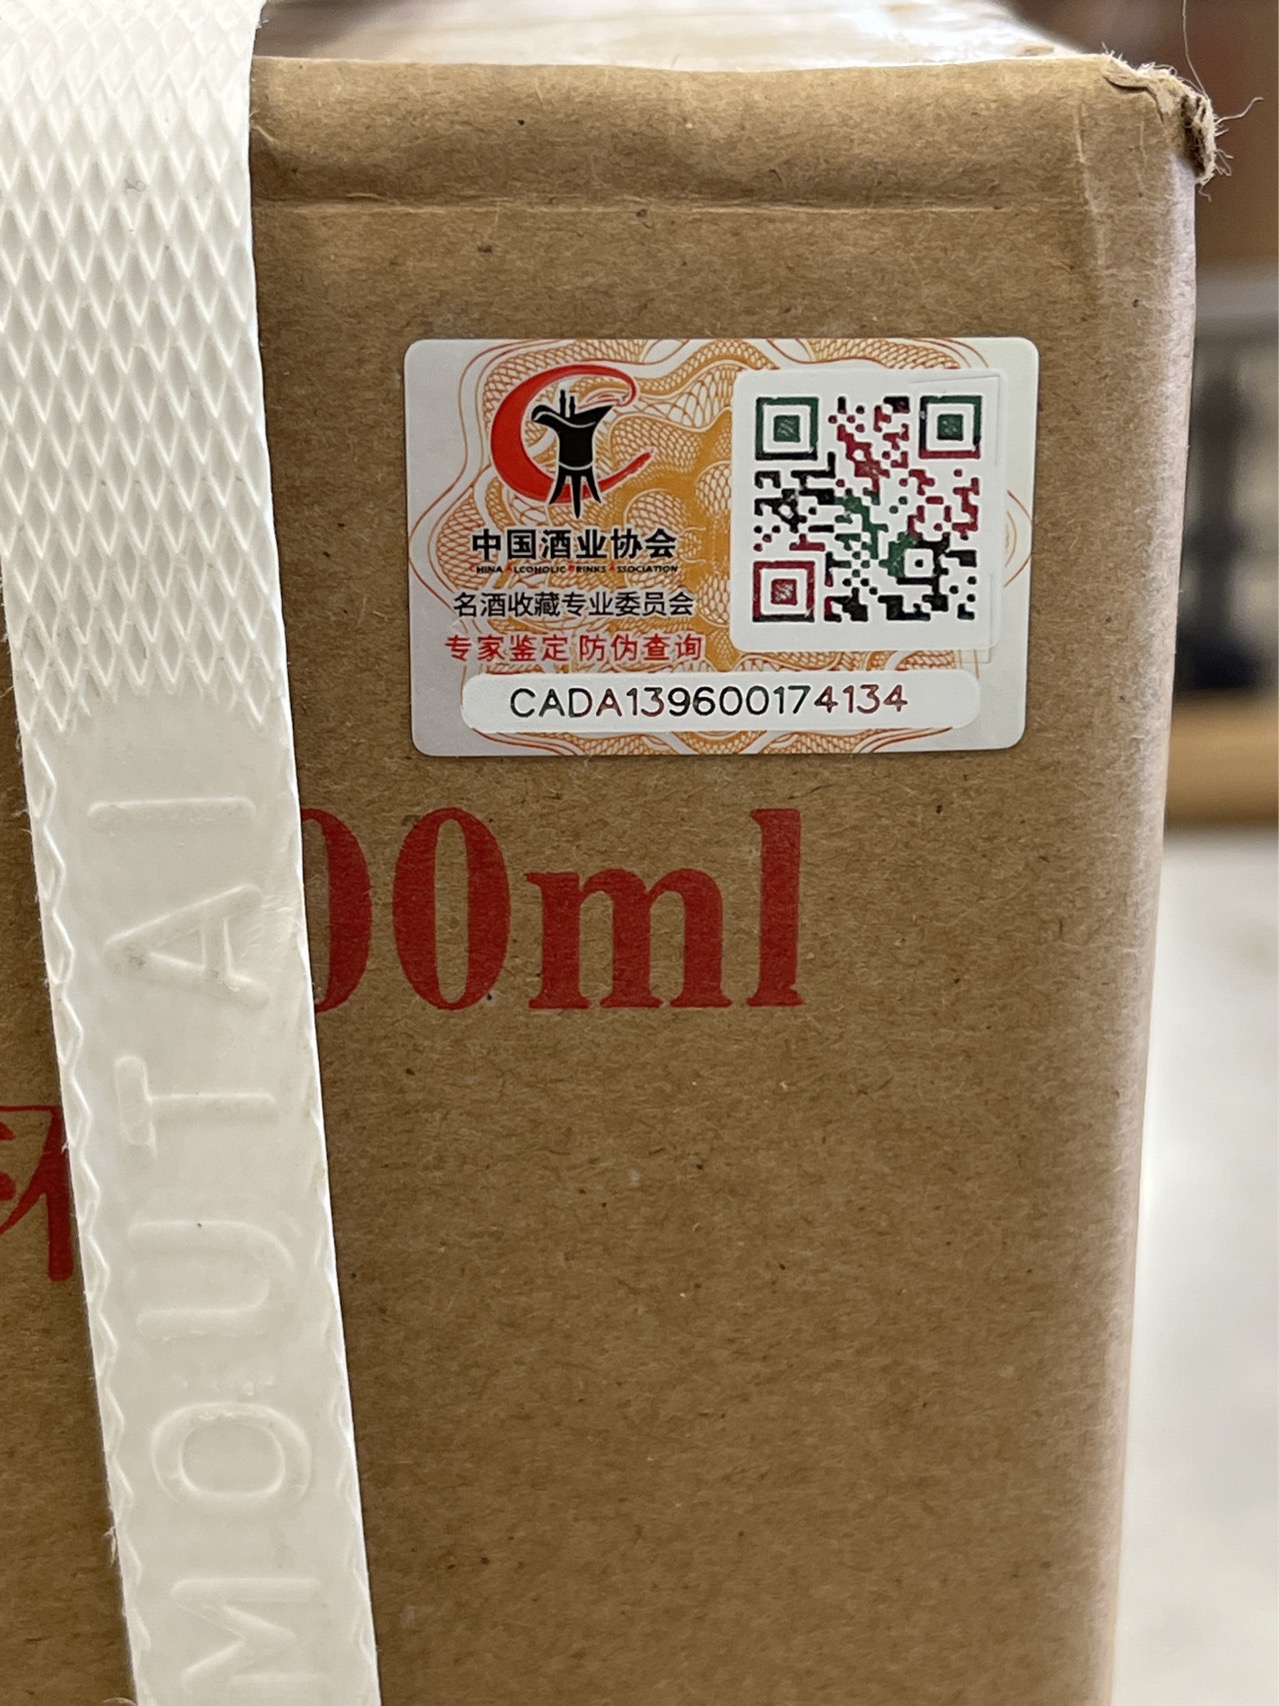 中国酒业协会
CHINA ALCOHOLIC DRINKS ASSOCIATION
名酒收藏专业委员会
专家鉴定 防伪查询
CADA139600174134
00ml
MOUTAI